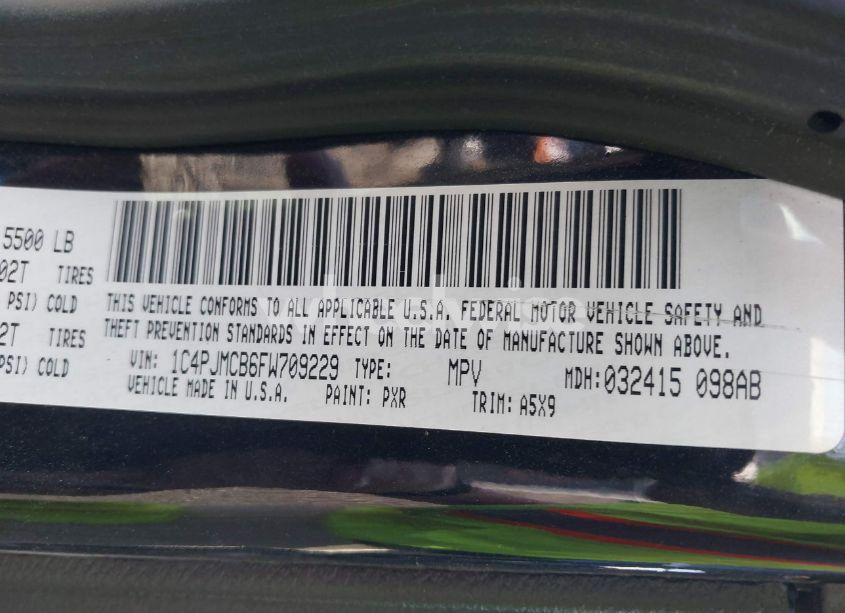 5500 LB
02T TIRES
PSI) COLD
2T TIRES
PSI) COLD
THIS VEHICLE CONFORMS TO ALL APPLICABLE U.S.A. FEDERAL MOTOR VEHICLE SAFETY AND
THEFT PREVENTION STANDARDS IN EFFECT ON THE DATE OF MANUFACTURE SHOWN ABOVE.
VIN: 1C4PJMCB6FW709229 TYPE: MPV MDH:032415 098AB
VEHICLE MADE IN U.S.A. PAINT: PXR TRIM: A5X9